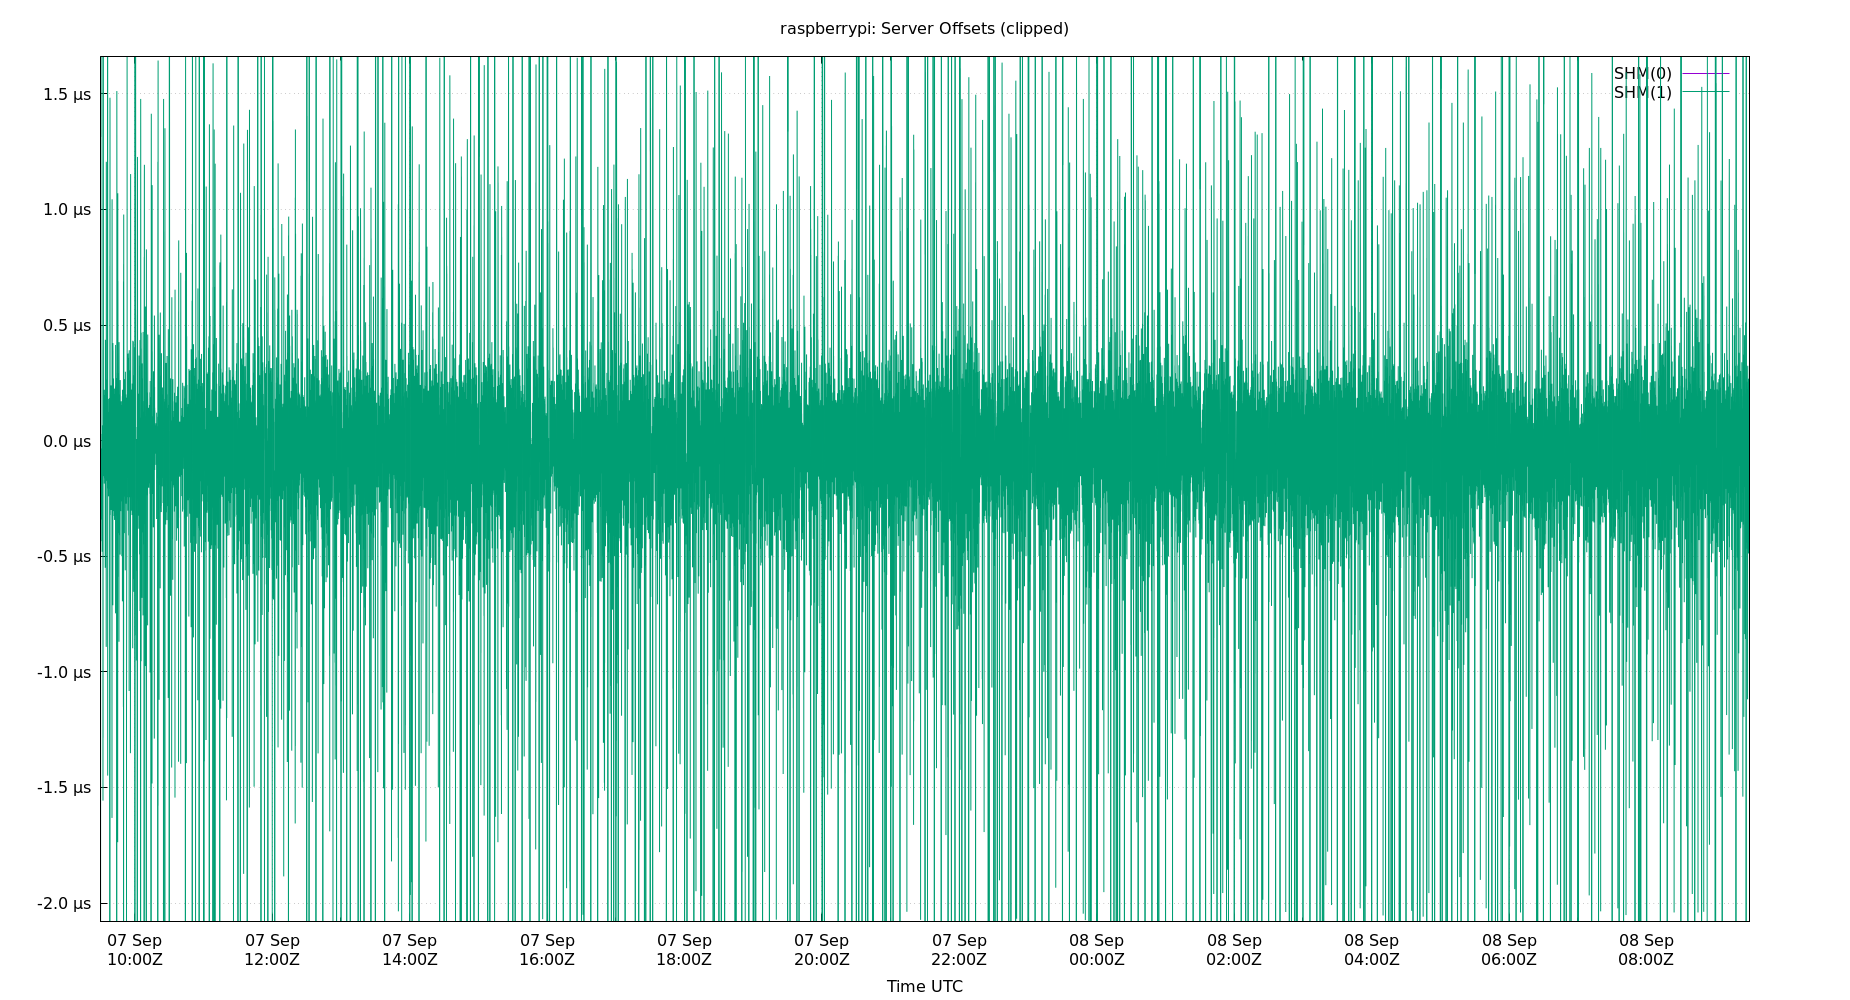 raspberrypi: Server Offsets (clipped)
SHM(0)
SHM(1)
1.5 µs
1.0 µs
0.5 µs
0.0 µs
-0.5 µs
-1.0 µs
-1.5 µs
-2.0 µs
07 Sep 07 Sep 07 Sep 07 Sep 07 Sep 07 Sep 07 Sep 08 Sep 08 Sep 08 Sep 08 Sep 08 Sep
10:00Z 12:00Z 14:00Z 16:00Z 18:00Z 20:00Z 22:00Z 00:00Z 02:00Z 04:00Z 06:00Z 08:00Z
Time UTC